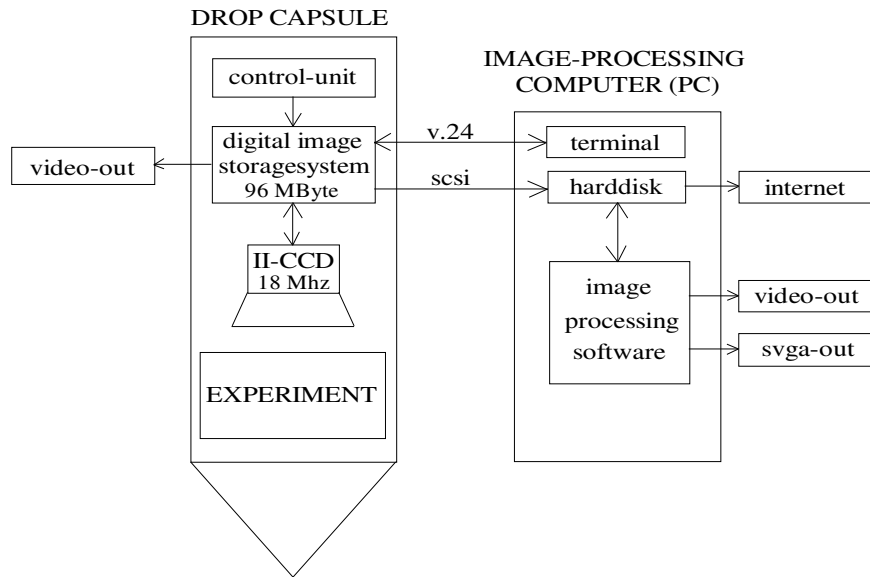 DROP CAPSULE
control-unit
digital image
storagesystem
96 MByte
video-out
II-CCD
18 Mhz
EXPERIMENT
v.24
scsi
IMAGE-PROCESSING
COMPUTER (PC)
terminal
harddisk
internet
image
processing
software
video-out
svga-out